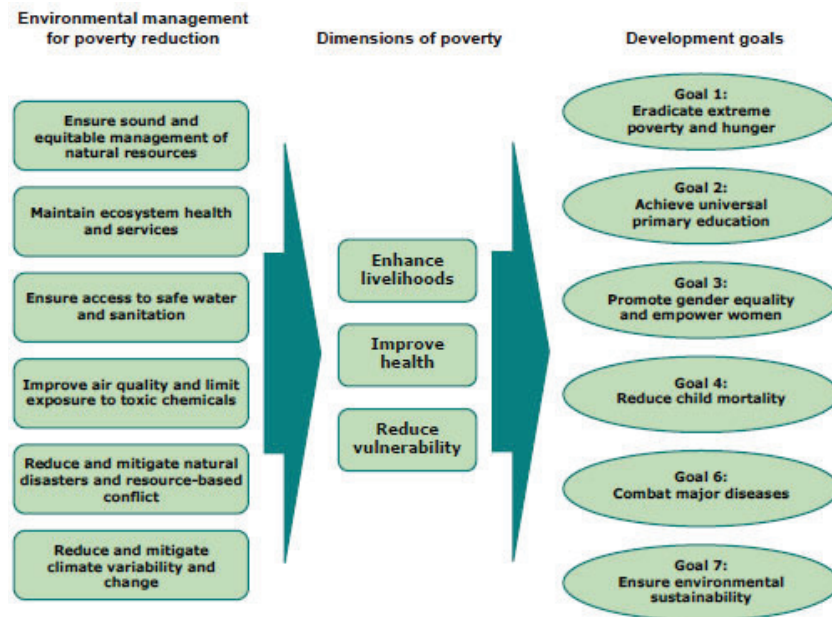 Environmental management
for poverty reduction
Dimensions of poverty
Development goals
Ensure sound and
equitable management of
natural resources
Maintain ecosystem health
and services
Ensure access to safe water
and sanitation
Improve air quality and limit
exposure to toxic chemicals
Reduce and mitigate natural
disasters and resource-based
conflict
Reduce and mitigate
climate variability and
change
Enhance
livelihoods
Improve
health
Reduce
vulnerability
Goal 1:
Eradicate extreme
poverty and hunger
Goal 2:
Achieve universal
primary education
Goal 3:
Promote gender equality
and empower women
Goal 4:
Reduce child mortality
Goal 6:
Combat major diseases
Goal 7:
Ensure environmental
sustainability